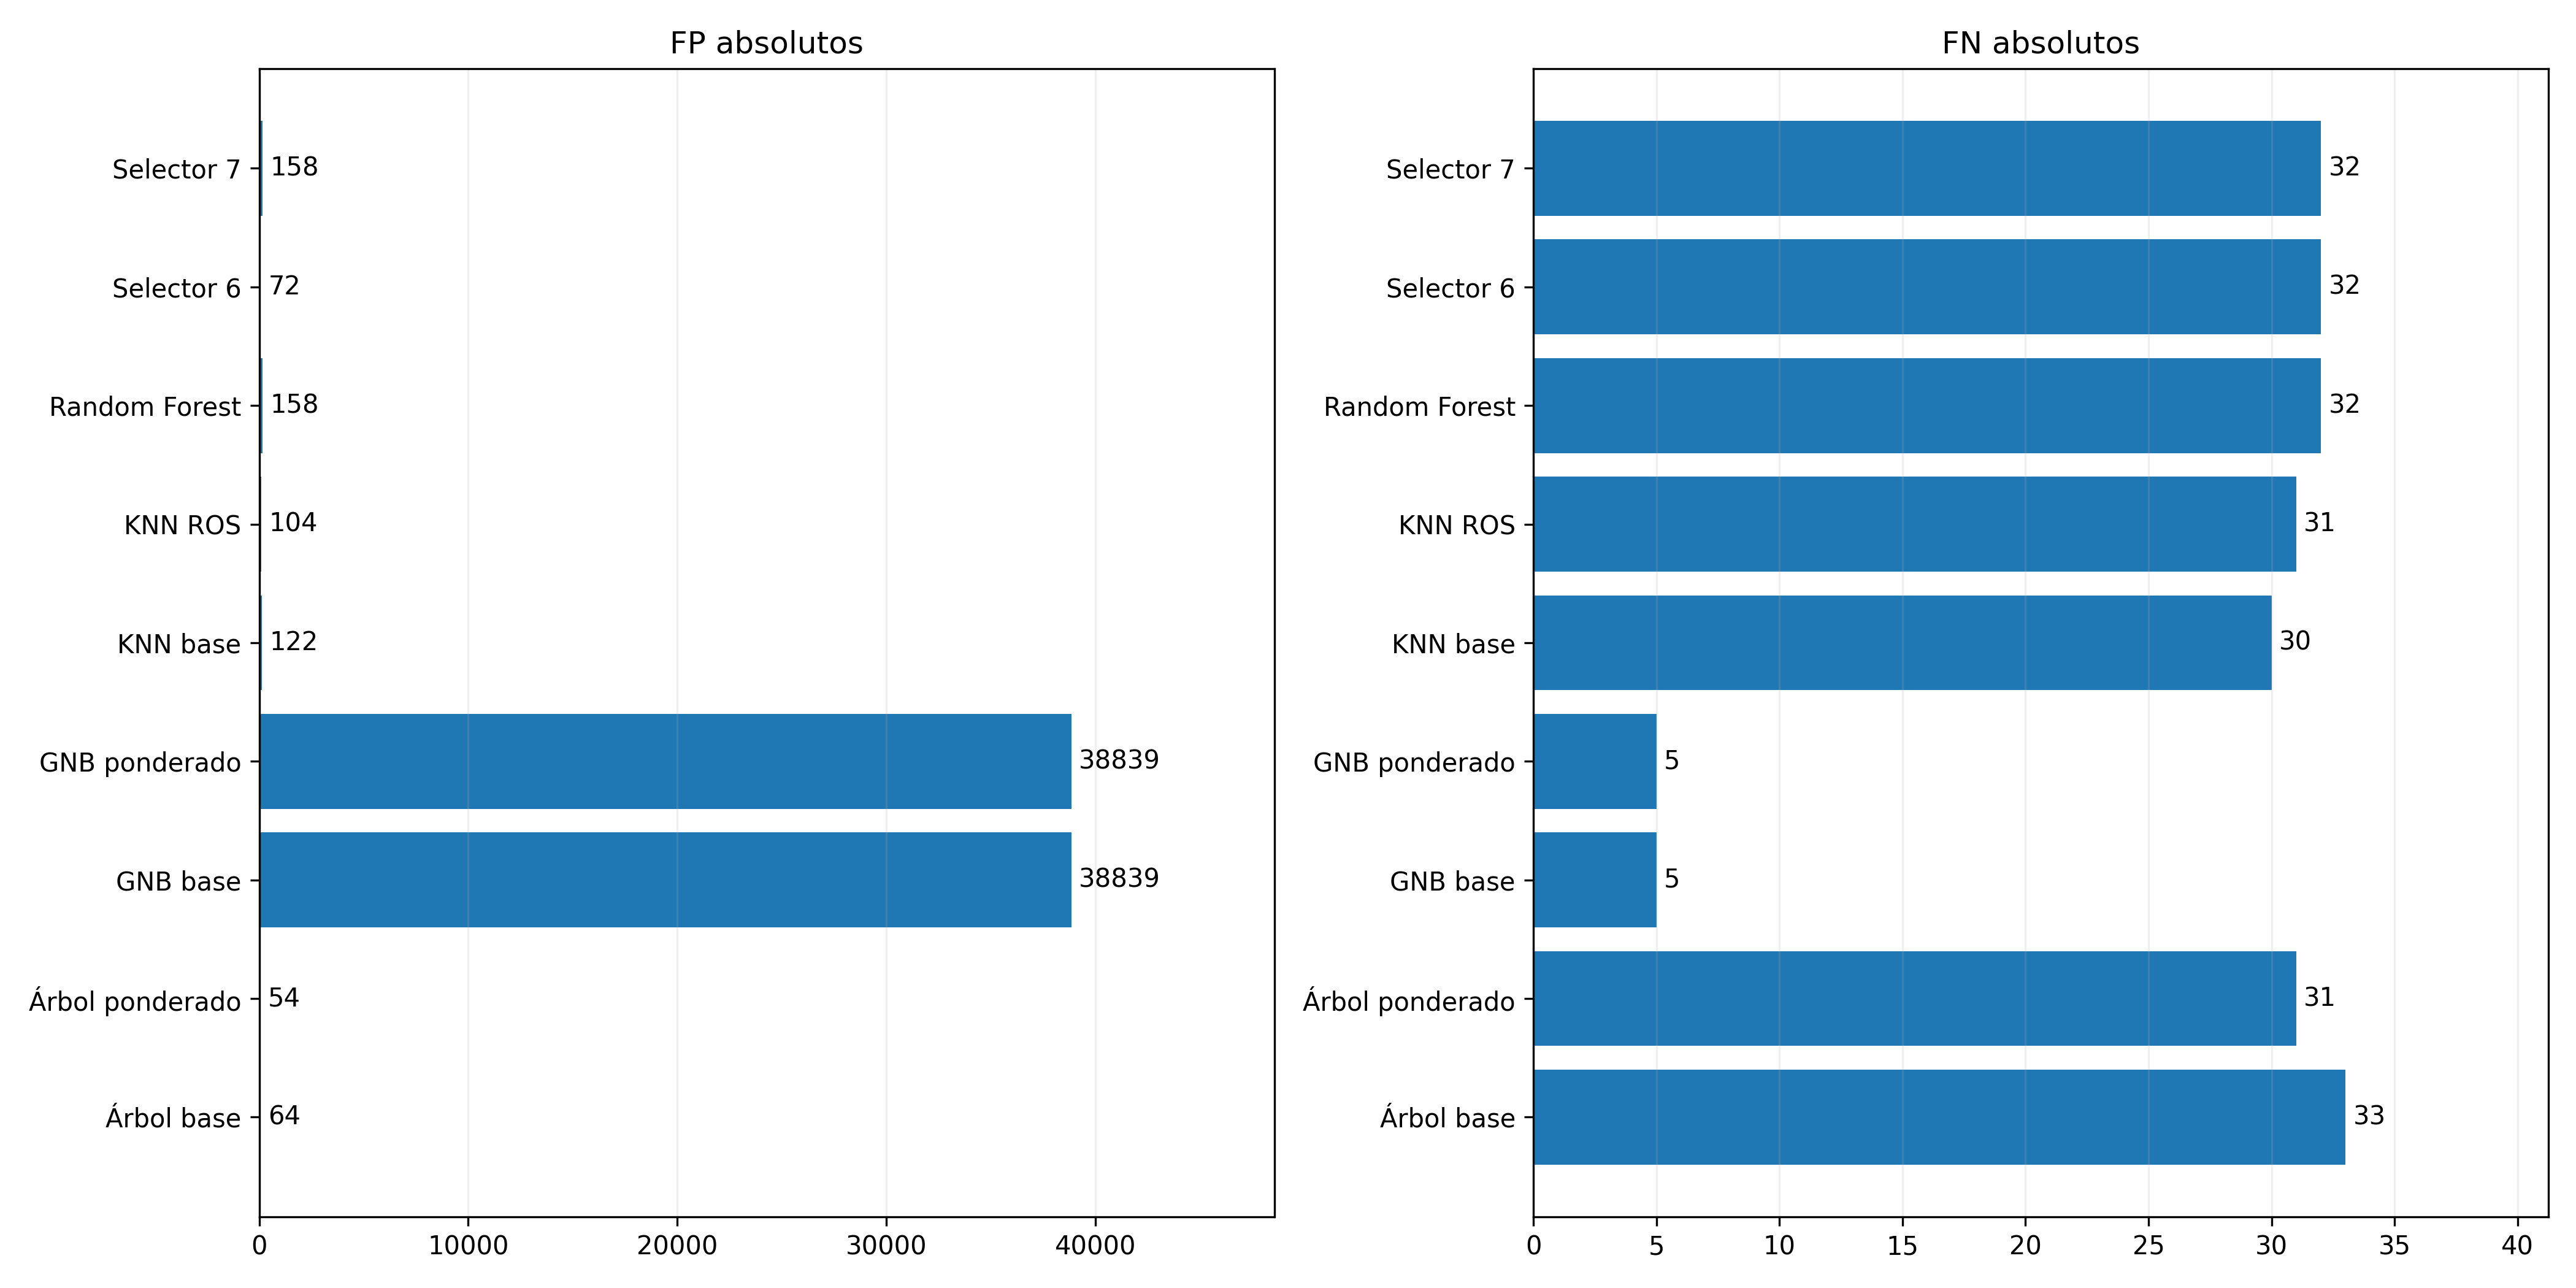 FP absolutos
Selector 7
158
Selector 6
72
Random Forest
158
KNN ROS
104
KNN base
122
GNB ponderado
38839
GNB base
38839
Árbol ponderado
54
Árbol base
64
0 10000 20000 30000 40000
FN absolutos
Selector 7
32
Selector 6
32
Random Forest
32
KNN ROS
31
KNN base
30
GNB ponderado
5
GNB base
5
Árbol ponderado
31
Árbol base
33
0 5 10 15 20 25 30 35 40